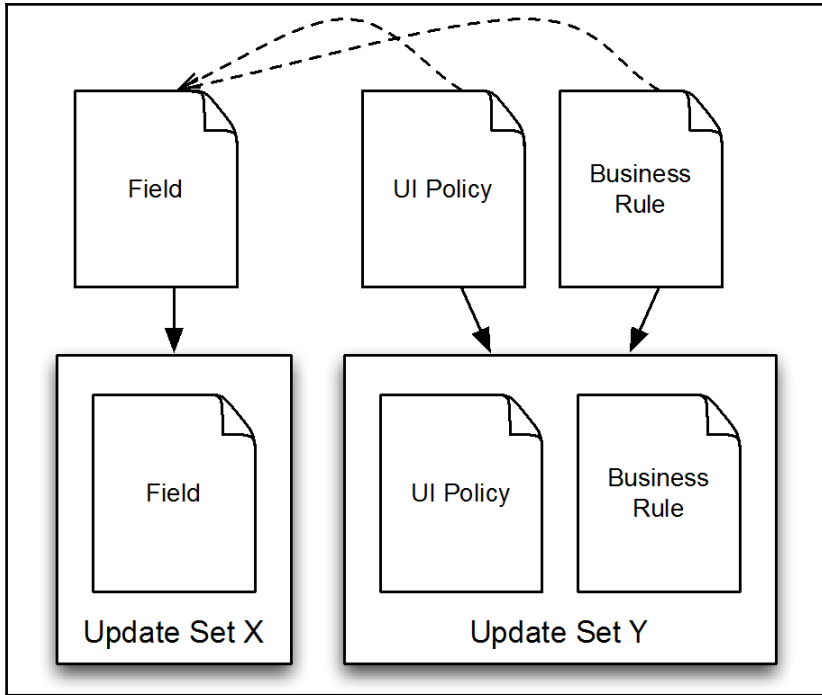 Field
UI Policy
Business
Rule
Field
UI Policy
Business
Rule
Update Set X
Update Set Y